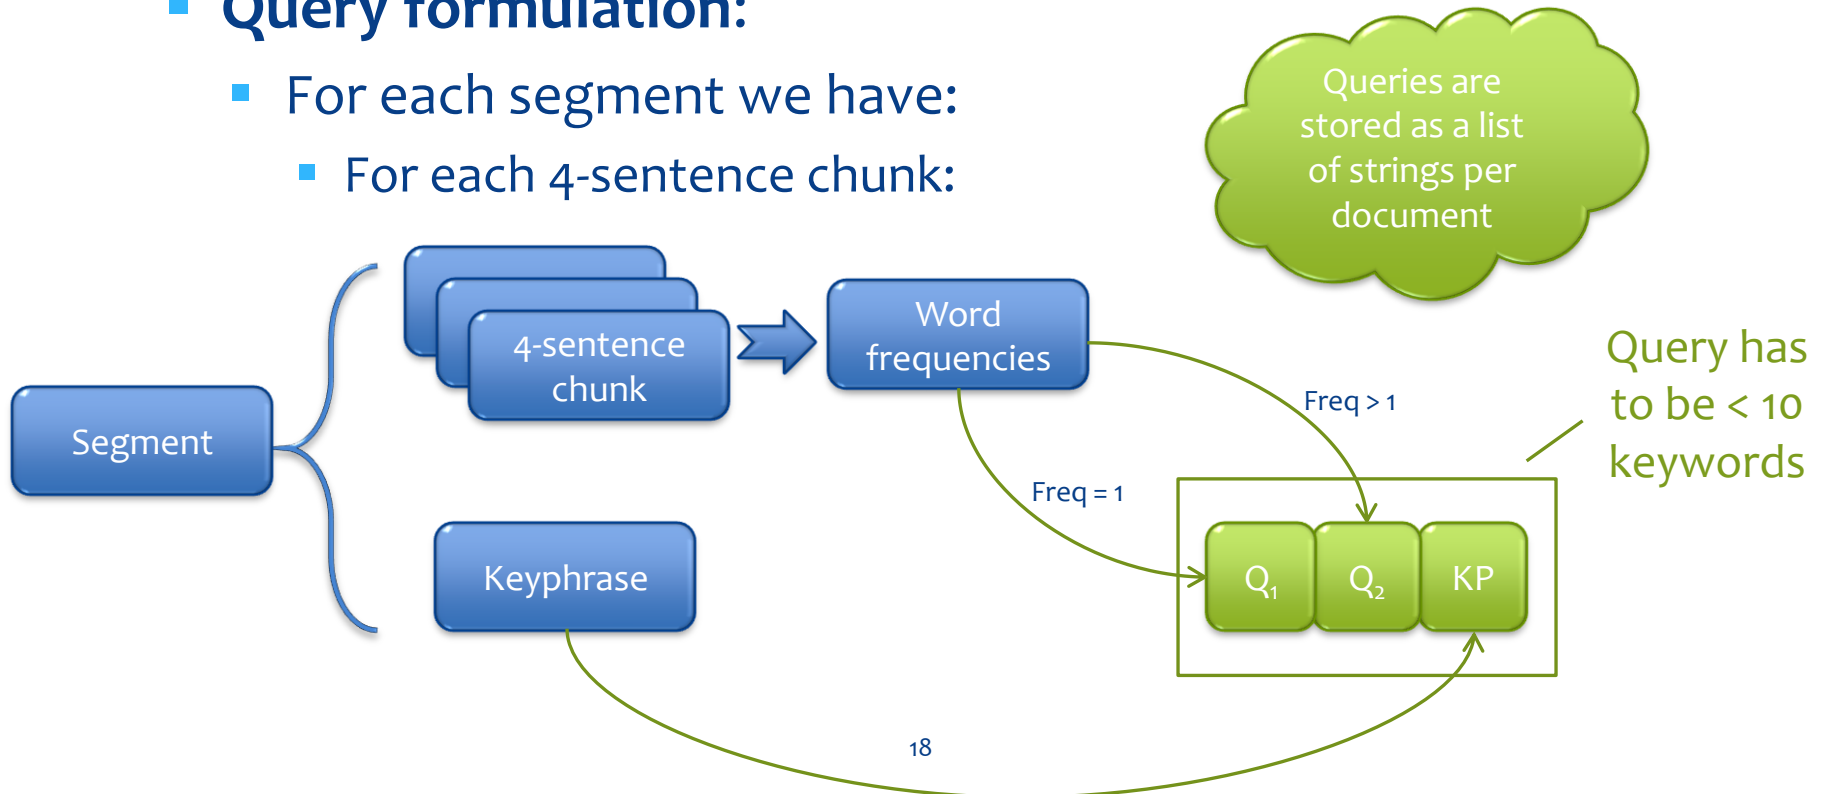 Query formulation:
For each segment we have:
For each 4-sentence chunk:
Queries are
stored as a list
of strings per
document
Segment
4-sentence
chunk
Word
frequencies
Freq > 1
Freq = 1
Query has
to be < 10
keywords
Keyphrase
Q₁
Q₂
KP
18